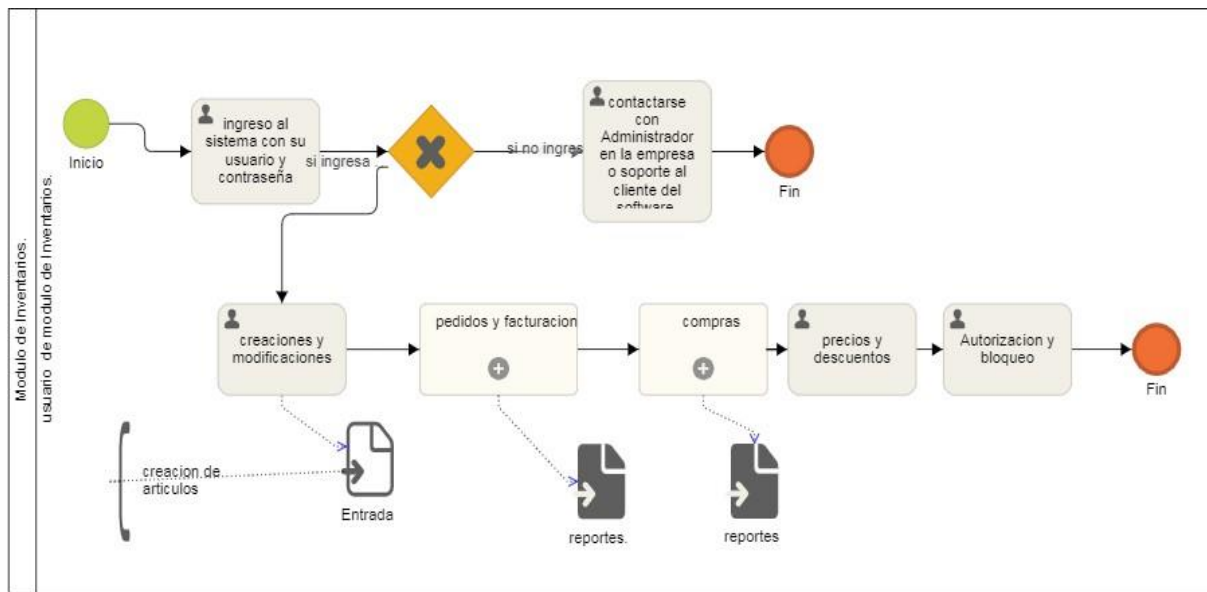 Modulo de Inventarios.
usuario de modulo de Inventarios.
Inicio
ingreso al
sistema con su
usuario y
contraseña
si ingresa
si no ingres
contactarse
con
Administrador
en la empresa
o soporte al
cliente del
software
Fin
creaciones y
modificaciones
pedidos y facturacion
compras
precios y
descuentos
Autorizacion y
bloqueo
Fin
creacion de
articulos
Entrada
reportes.
reportes